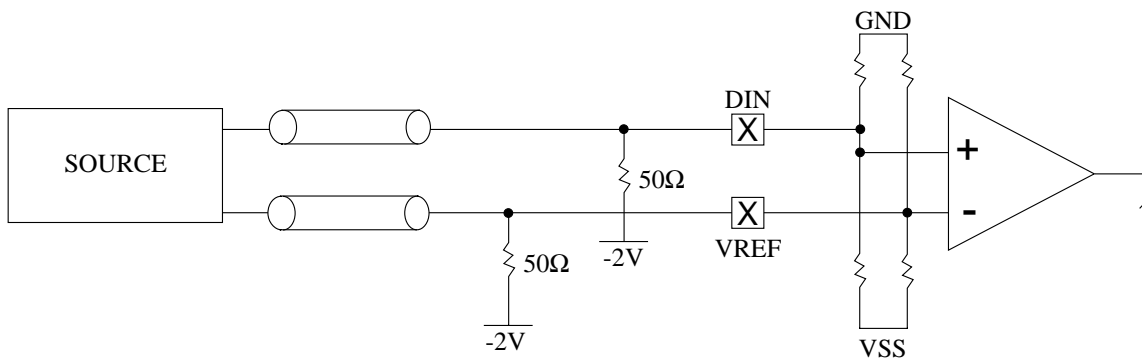 GND
DIN
X
+
SOURCE
50Ω
X
-
-2V
VREF
50Ω
-2V
VSS